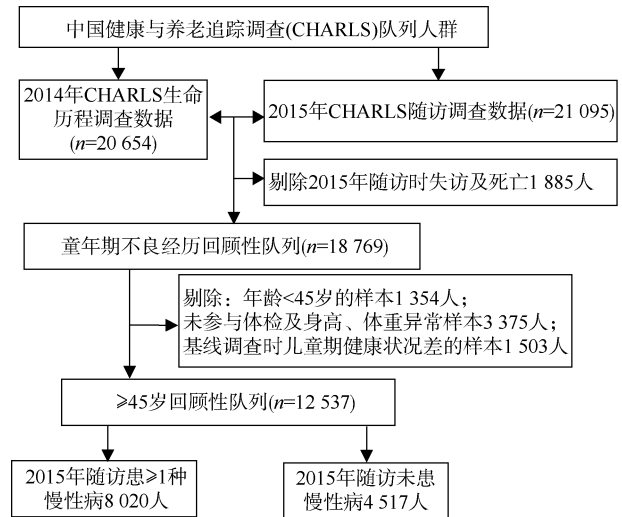 中国健康与养老追踪调查(CHARLS)队列人群
2014年CHARLS生命
历程调查数据
(n=20 654)
2015年CHARLS随访调查数据(n=21 095)
剔除2015年随访时失访及死亡1 885人
童年期不良经历回顾性队列(n=18 769)
剔除：年龄<45岁的样本1 354人；
未参与体检及身高、体重异常样本3 375人；
基线调查时儿童期健康状况差的样本1 503人
≥45岁回顾性队列(n=12 537)
2015年随访患≥1种
慢性病8 020人
2015年随访未患
慢性病4 517人